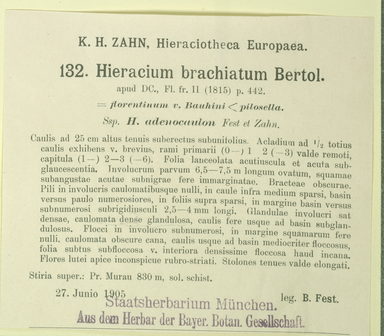 K. H. ZAHN, Hieraciotheca Europaea.
132. Hieracium brachiatum Bertol.
apud DC., Fl. fr. II (1815) p. 442.
= florentinum v. Bauhini < pilosella.
Ssp. H. adenocaulon Fest et Zahn.
Caulis ad 25 cm altus tenuis suberectus subunifolius. Acladium ad 1/2 totius
caulis exhibens v. brevius, rami primarii (0—) 1—2 (—3) valde remoti,
capitula (1—) 2—3 (—6). Folia lanceolata acutiuscula et acuta sub-
glaucescentia. Involucrum parvum 6,5—7,5 m longum ovatum, squamae
subangustae acutae subnigrae fere immarginatae. Bracteae obscurae.
Pili in involucris caulomatibusque nulli, in caule infra medium sparsi, basin
versus paulo numerosiores, in foliis supra sparsi, in margine basin versus
subnumerosi subrigidiusculi 2,5—4 mm longi. Glandulae involucri sat
densae, caulomata dense glandulosa, caulis fere usque ad basin subglan-
dulosus. Flocci in involucro subnumerosi, in margine squamarum fere
nulli, caulomata obscure cana, caulis usque ad basin mediocriter floccosus,
folia subtus subfloccosa v. interiora densissime floccosa haud incana.
Flores lutei apice inconspicue rubro-striati. Stolones tenues valde elongati.
Stiria super.: Pr. Murau 830 m, sol. schist.
27. Junio 1905 leg. B. Fest.
Staatsherbarium München.
Aus dem Herbar der Bayer. Botan. Gesellschaft.